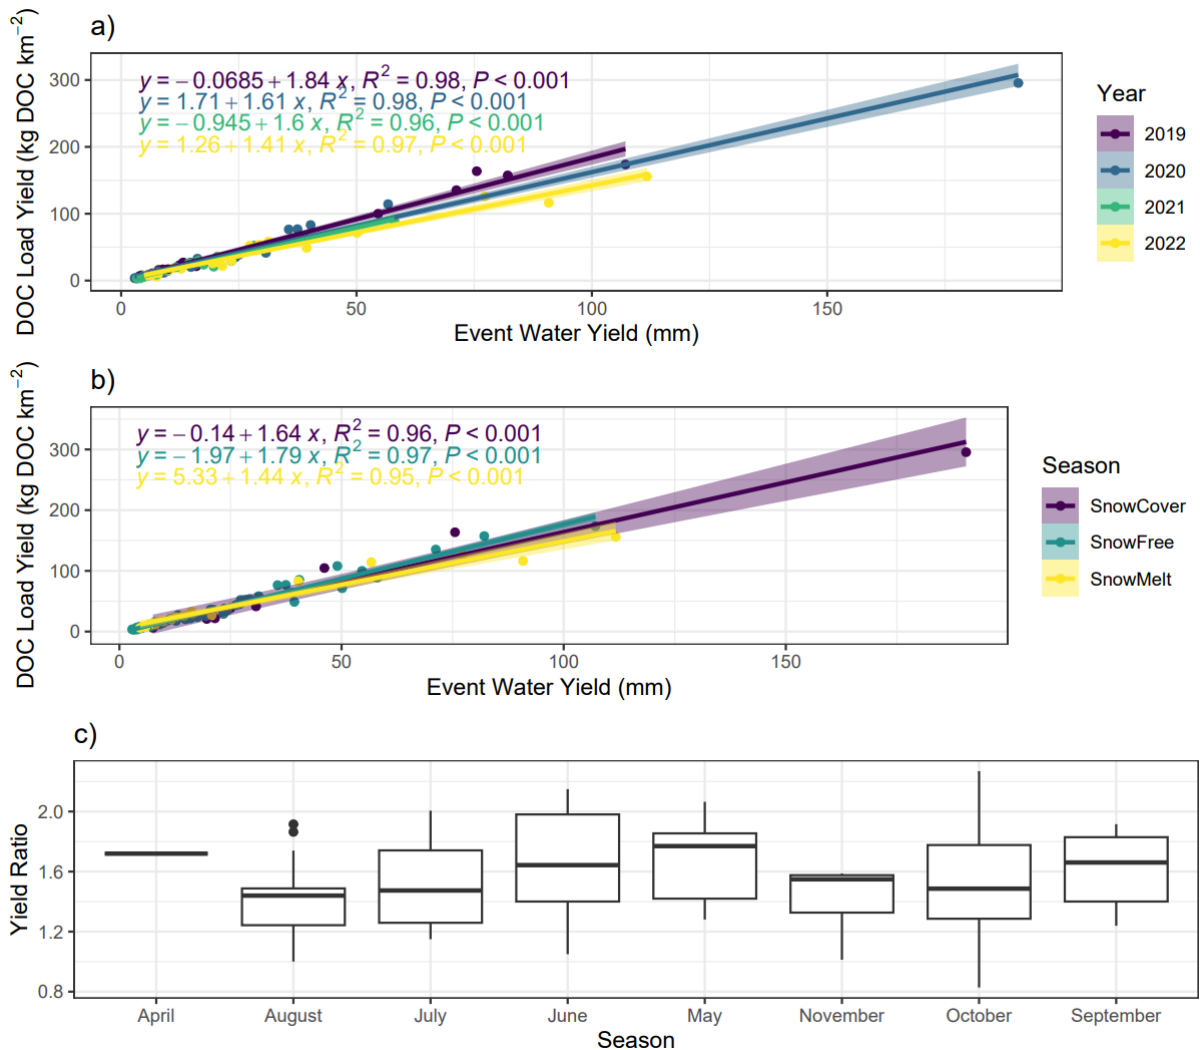 a)
DOC Load Yield (kg DOC km⁻²)
300
200
100
0
y = − 0.0685 + 1.84 x, R² = 0.98, P < 0.001
y = 1.71 + 1.61 x, R² = 0.98, P < 0.001
y = − 0.945 + 1.6 x, R² = 0.96, P < 0.001
y = 1.26 + 1.41 x, R² = 0.97, P < 0.001
0 50 100 150
Event Water Yield (mm)
Year
2019
2020
2021
2022
b)
DOC Load Yield (kg DOC km⁻²)
300
200
100
0
y = − 0.14 + 1.64 x, R² = 0.96, P < 0.001
y = − 1.97 + 1.79 x, R² = 0.97, P < 0.001
y = 5.33 + 1.44 x, R² = 0.95, P < 0.001
0 50 100 150
Event Water Yield (mm)
Season
SnowCover
SnowFree
SnowMelt
c)
Yield Ratio
2.0
1.6
1.2
0.8
April August July June May November October September
Season